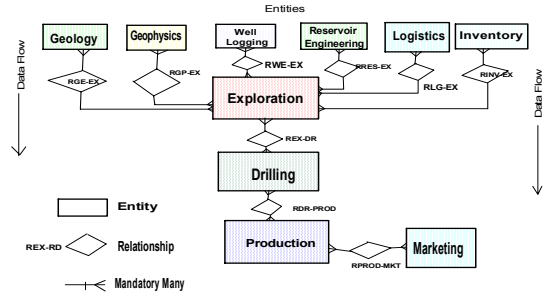 Entities
Geology
Geophysics
Well
Logging
Reservoir
Engineering
Logistics
Inventory
Data Flow
Data Flow
RGE-EX
RGP-EX
RWE-EX
RRES-EX
RLG-EX
RINV-EX
Exploration
REX-DR
Drilling
RDR-PROD
Production
RPROD-MKT
Marketing
Entity
REX-RD
Relationship
Mandatory Many